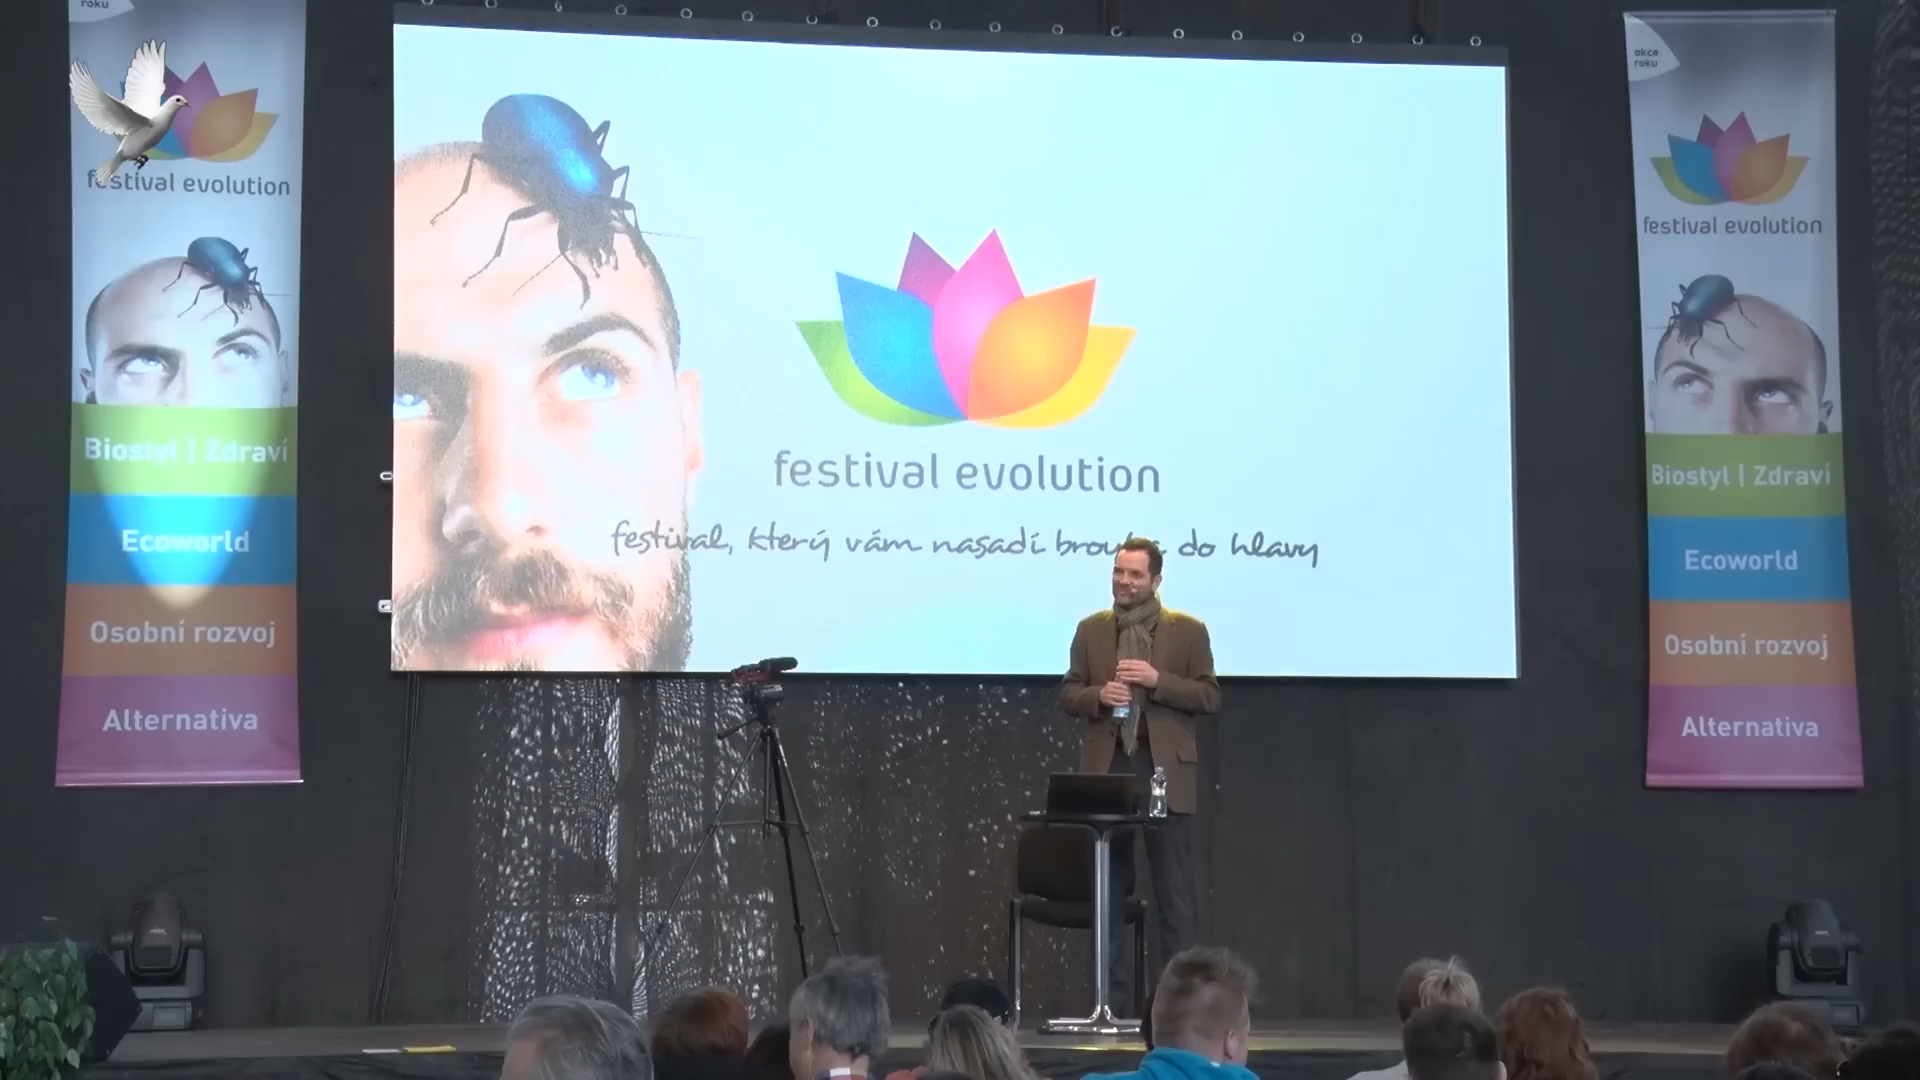 roku
festival evolution
Biostyl | Zdraví
Ecoworld
Osobní rozvoj
Alternativa
festival evolution
festival, který vám nasadí brouka do hlavy
akce
roku
festival evolution
Biostyl | Zdraví
Ecoworld
Osobní rozvoj
Alternativa